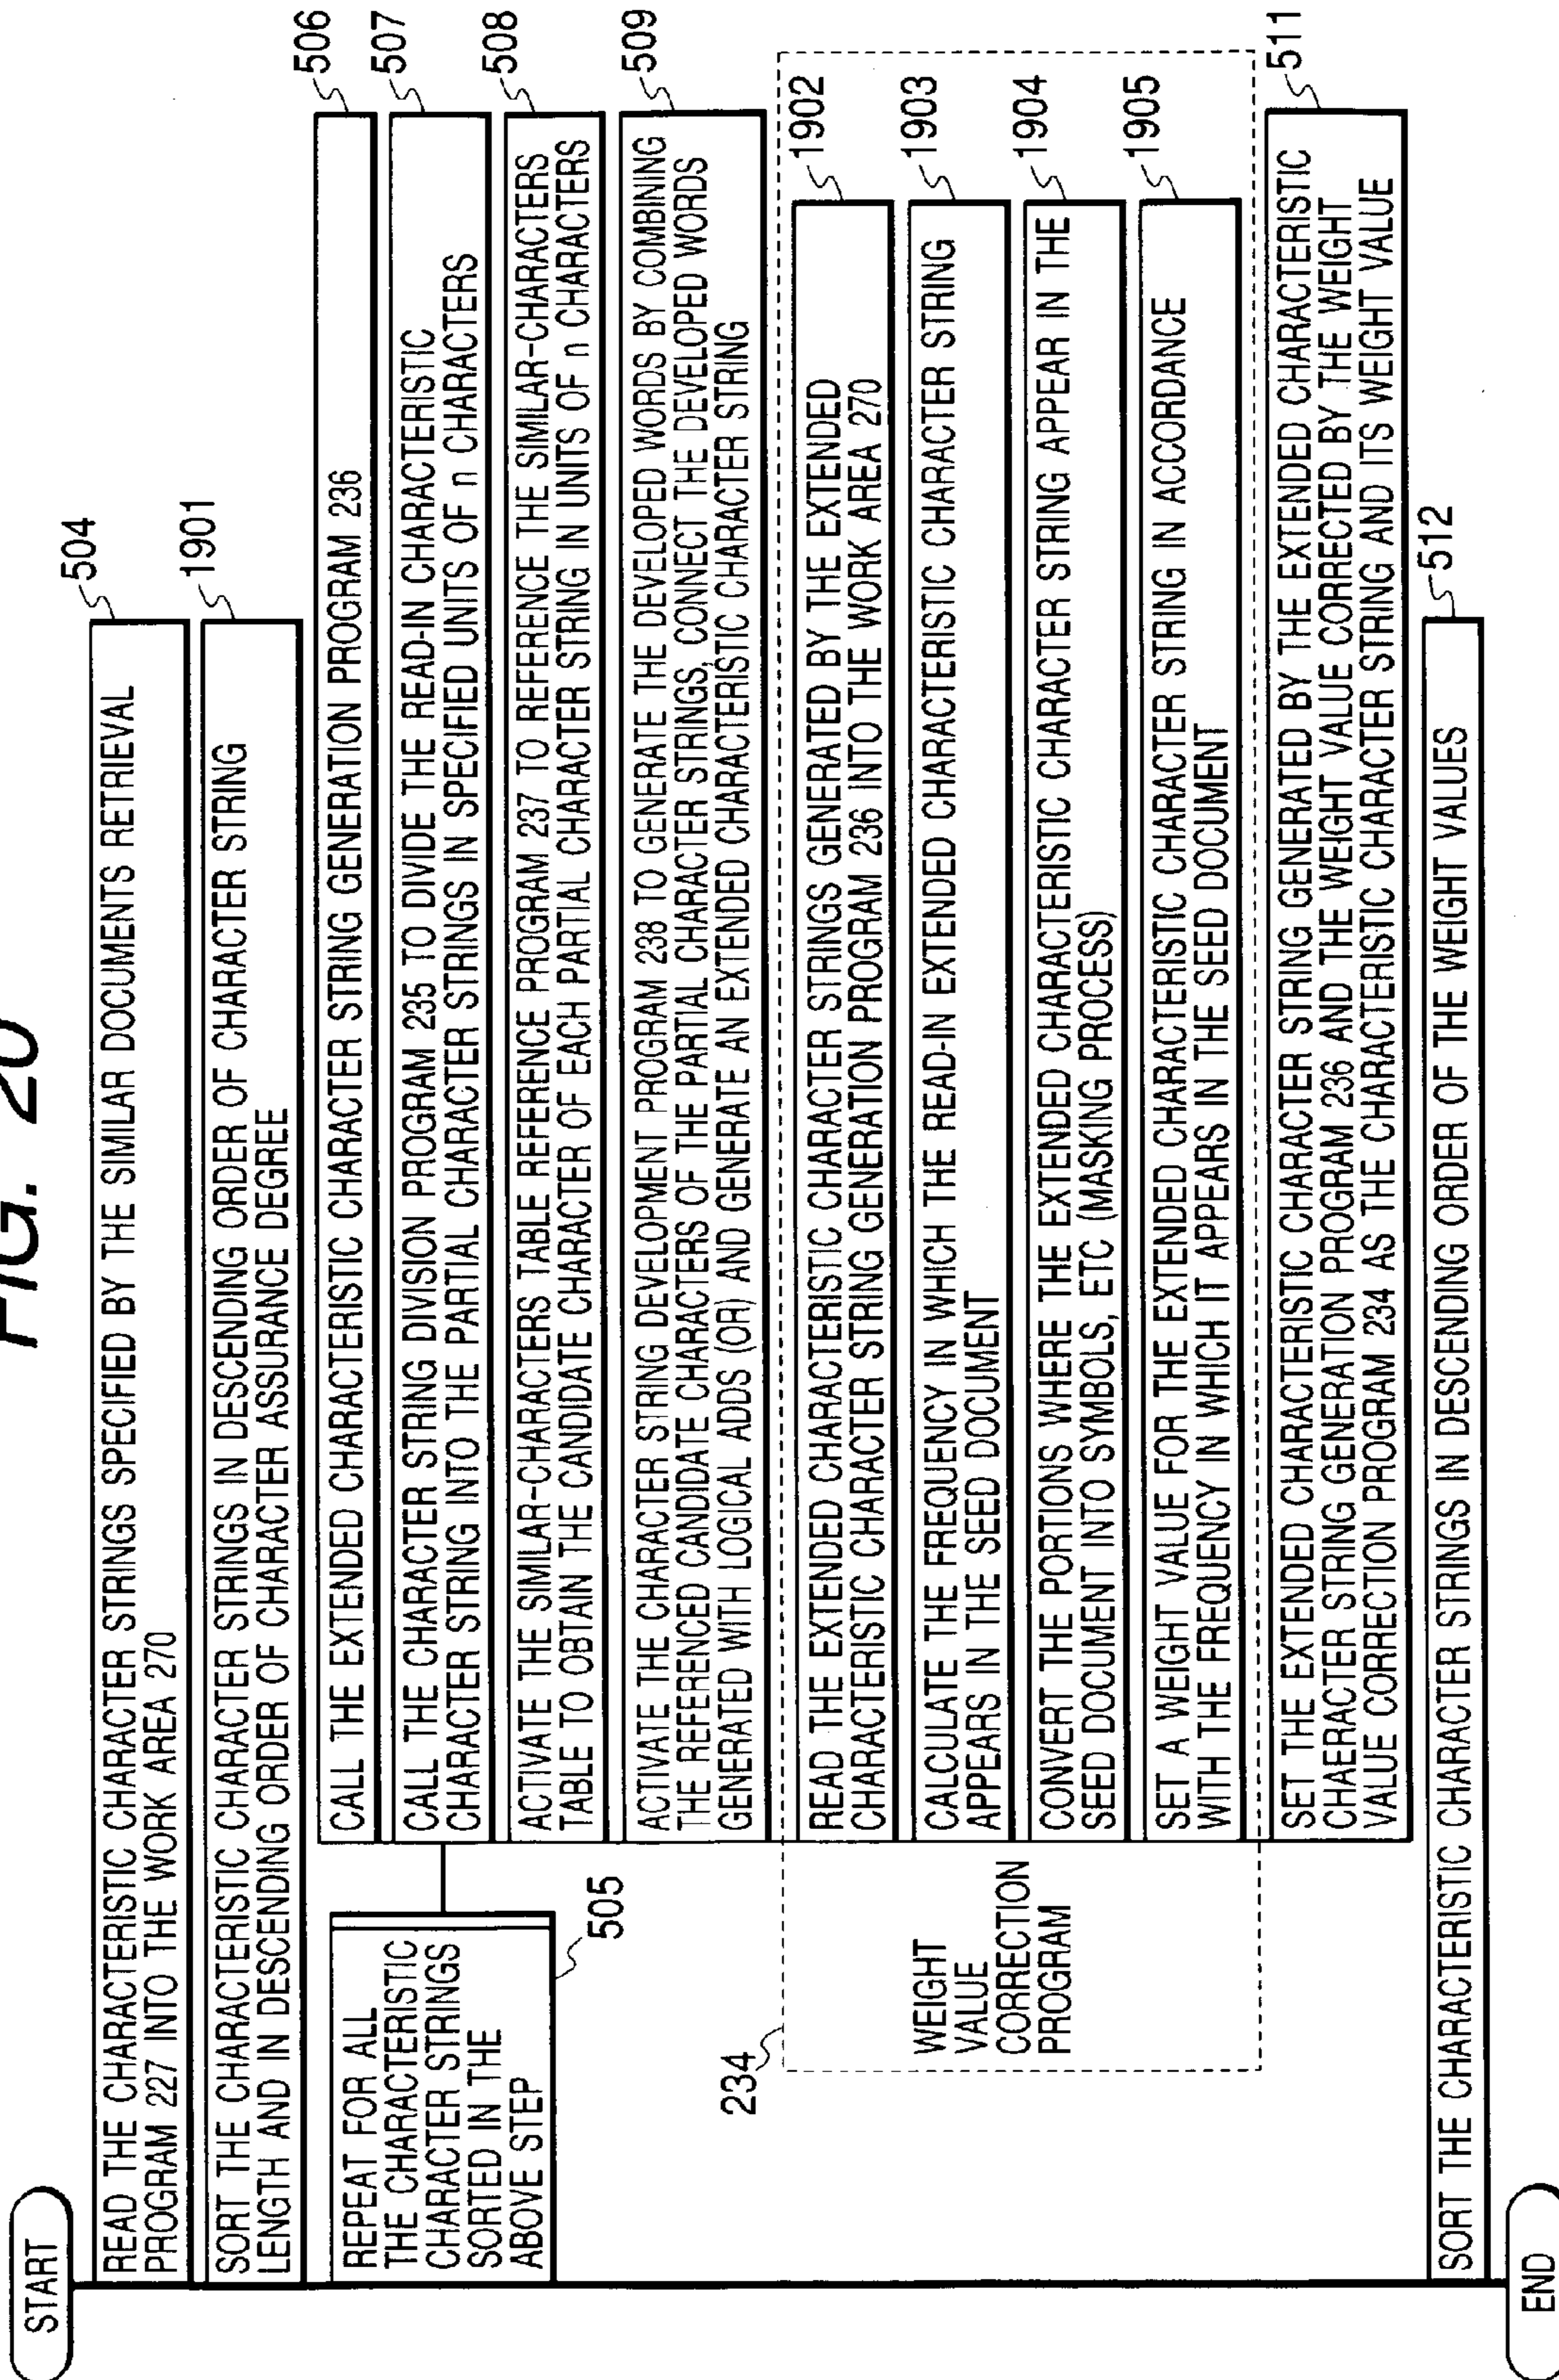 FIG. 20
START
504
READ THE CHARACTERISTIC CHARACTER STRINGS SPECIFIED BY THE SIMILAR DOCUMENTS RETRIEVAL
PROGRAM 227 INTO THE WORK AREA 270
1901
SORT THE CHARACTERISTIC CHARACTER STRINGS IN DESCENDING ORDER OF CHARACTER STRING
LENGTH AND IN DESCENDING ORDER OF CHARACTER ASSURANCE DEGREE
REPEAT FOR ALL
THE CHARACTERISTIC
CHARACTER STRINGS
SORTED IN THE
ABOVE STEP
505
506
CALL THE EXTENDED CHARACTERISTIC CHARACTER STRING GENERATION PROGRAM 236
507
CALL THE CHARACTER STRING DIVISION PROGRAM 235 TO DIVIDE THE READ-IN CHARACTERISTIC
CHARACTER STRING INTO THE PARTIAL CHARACTER STRINGS IN SPECIFIED UNITS OF n CHARACTERS
508
ACTIVATE THE SIMILAR-CHARACTERS TABLE REFERENCE PROGRAM 237 TO REFERENCE THE SIMILAR-CHARACTERS
TABLE TO OBTAIN THE CANDIDATE CHARACTER OF EACH PARTIAL CHARACTER STRING IN UNITS OF n CHARACTERS
509
ACTIVATE THE CHARACTER STRING DEVELOPMENT PROGRAM 238 TO GENERATE THE DEVELOPED WORDS BY COMBINING
THE REFERENCED CANDIDATE CHARACTERS OF THE PARTIAL CHARACTER STRINGS, CONNECT THE DEVELOPED WORDS
GENERATED WITH LOGICAL ADDS (OR) AND GENERATE AN EXTENDED CHARACTERISTIC CHARACTER STRING
234
WEIGHT
VALUE
CORRECTION
PROGRAM
1902
READ THE EXTENDED CHARACTERISTIC CHARACTER STRINGS GENERATED BY THE EXTENDED
CHARACTERISTIC CHARACTER STRING GENERATION PROGRAM 236 INTO THE WORK AREA 270
1903
CALCULATE THE FREQUENCY IN WHICH THE READ-IN EXTENDED CHARACTERISTIC CHARACTER STRING
APPEARS IN THE SEED DOCUMENT
1904
CONVERT THE PORTIONS WHERE THE EXTENDED CHARACTERISTIC CHARACTER STRING APPEAR IN THE
SEED DOCUMENT INTO SYMBOLS, ETC (MASKING PROCESS)
1905
SET A WEIGHT VALUE FOR THE EXTENDED CHARACTERISTIC CHARACTER STRING IN ACCORDANCE
WITH THE FREQUENCY IN WHICH IT APPEARS IN THE SEED DOCUMENT
511
SET THE EXTENDED CHARACTERISTIC CHARACTER STRING GENERATED BY THE EXTENDED CHARACTERISTIC
CHAERACTER STRING GENERATION PROGRAM 236 AND THE WEIGHT VALUE CORRECTED BY THE WEIGHT
VALUE CORRECTION PROGRAM 234 AS THE CHARACTERISTIC CHARACTER STRING AND ITS WEIGHT VALUE
512
SORT THE CHARACTERISTIC CHARACTER STRINGS IN DESCENDING ORDER OF THE WEIGHT VALUES
END